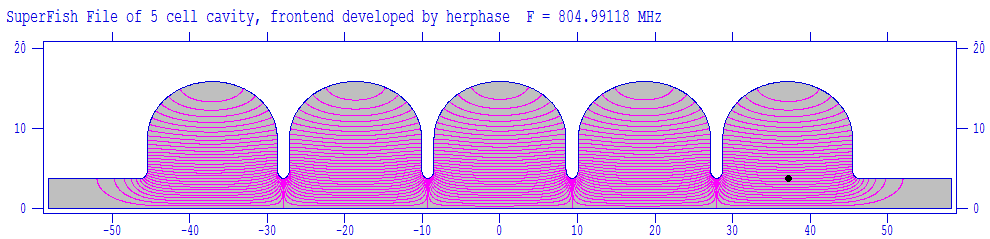 SuperFish File of 5 cell cavity, frontend developed by herphase F = 804.99118 MHz
20 20
10 10
0 0
-50 -40 -30 -20 -10 0 10 20 30 40 50